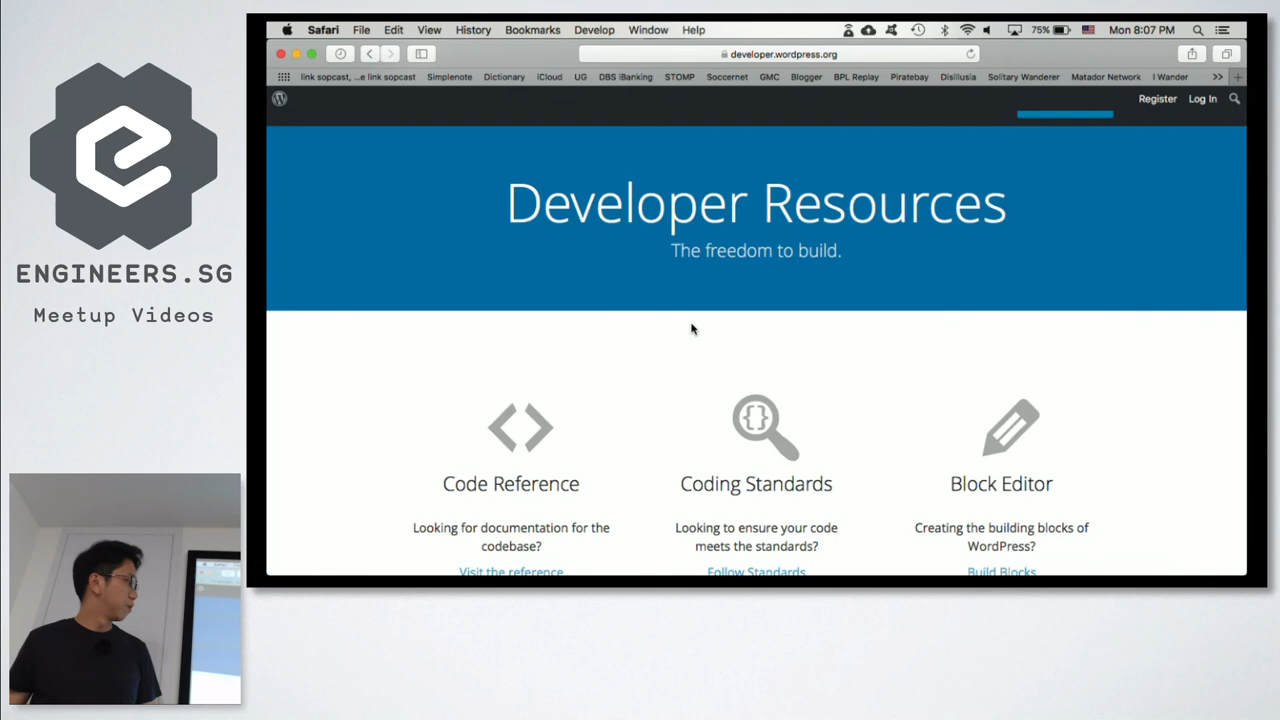 Safari File Edit View History Bookmarks Develop Window Help 75% Mon 8:07 PM
developer.wordpress.org
link sopcast, ...e link sopcast Simplenote Dictionary iCloud UG DBS iBanking STOMP Soccernet GMC Blogger BPL Replay Piratebay Disillusia Solitary Wanderer Matador Network I Wander
Register Log In
Developer Resources
The freedom to build.
Code Reference
Looking for documentation for the
codebase?
Visit the reference
Coding Standards
Looking to ensure your code
meets the standards?
Follow Standards
Block Editor
Creating the building blocks of
WordPress?
Build Blocks
ENGINEERS.SG
Meetup Videos